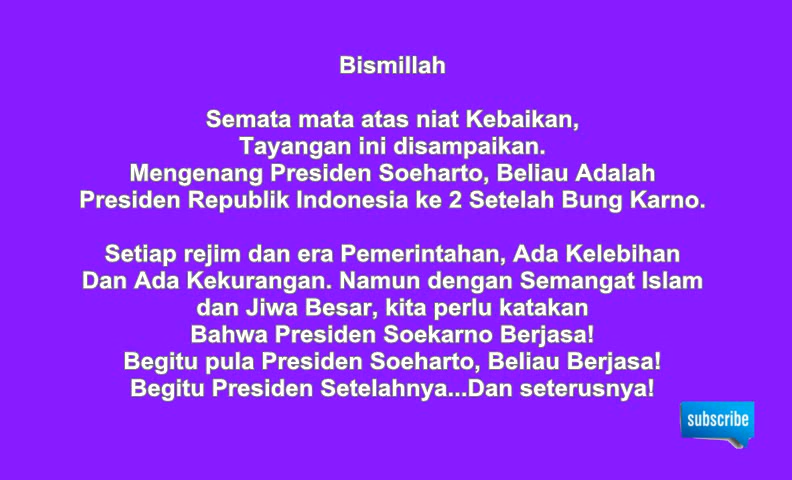 Bismillah
Semata mata atas niat Kebaikan,
Tayangan ini disampaikan.
Mengenang Presiden Soeharto, Beliau Adalah
Presiden Republik Indonesia ke 2 Setelah Bung Karno.
Setiap rejim dan era Pemerintahan, Ada Kelebihan
Dan Ada Kekurangan. Namun dengan Semangat Islam
dan Jiwa Besar, kita perlu katakan
Bahwa Presiden Soekarno Berjasa!
Begitu pula Presiden Soeharto, Beliau Berjasa!
Begitu Presiden Setelahnya...Dan seterusnya!
subscribe